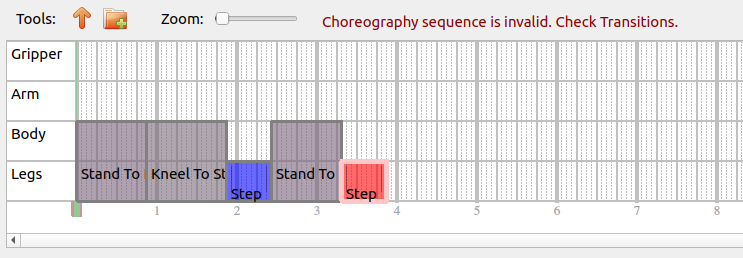 Tools: Zoom: Choreography sequence is invalid. Check Transitions.
Gripper
Arm
Body
Legs Stand To Kneel To St Step Stand To Step
1 2 3 4 5 6 7 8